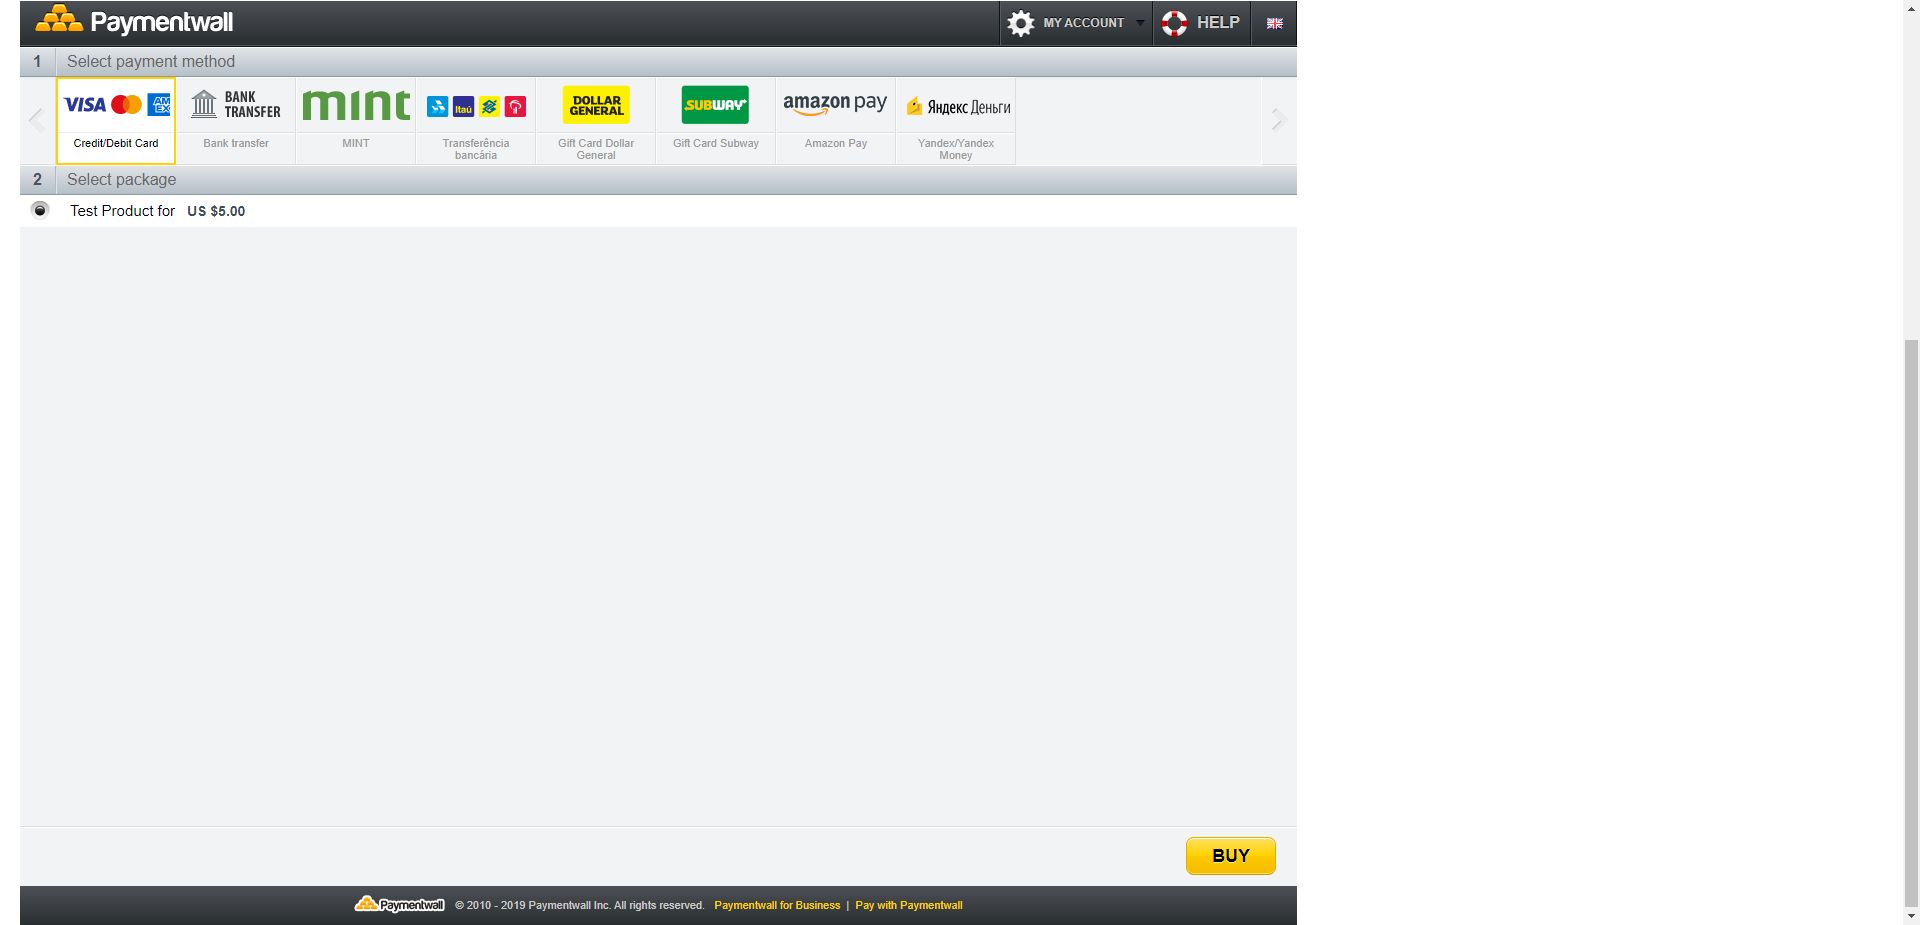 Paymentwall
MY ACCOUNT
HELP
1 Select payment method
VISA
AM
EX
BANK
TRANSFER
mint
Itaú
DOLLAR
GENERAL
SUBWAY
amazon pay
Яндекс Деньги
Credit/Debit Card
Bank transfer
MINT
Transferência
bancária
Gift Card Dollar
General
Gift Card Subway
Amazon Pay
Yandex/Yandex
Money
2 Select package
Test Product for US $5.00
BUY
Paymentwall © 2010 - 2019 Paymentwall Inc. All rights reserved. Paymentwall for Business | Pay with Paymentwall